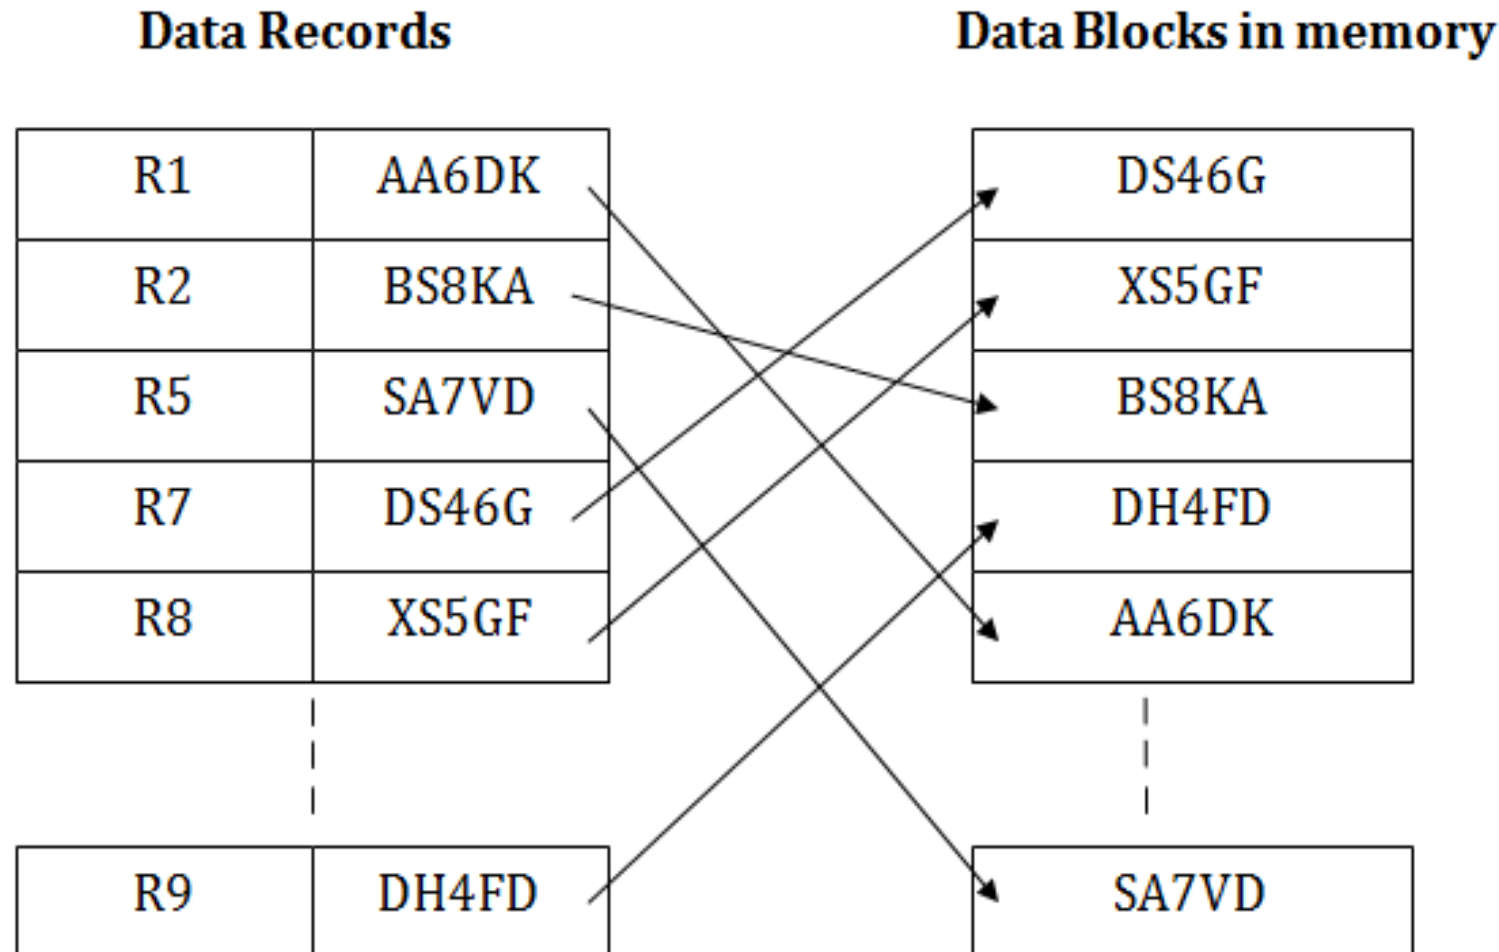 Data Records
Data Blocks in memory
R1 AA6DK
R2 BS8KA
R5 SA7VD
R7 DS46G
R8 XS5GF
R9 DH4FD
DS46G
XS5GF
BS8KA
DH4FD
AA6DK
SA7VD